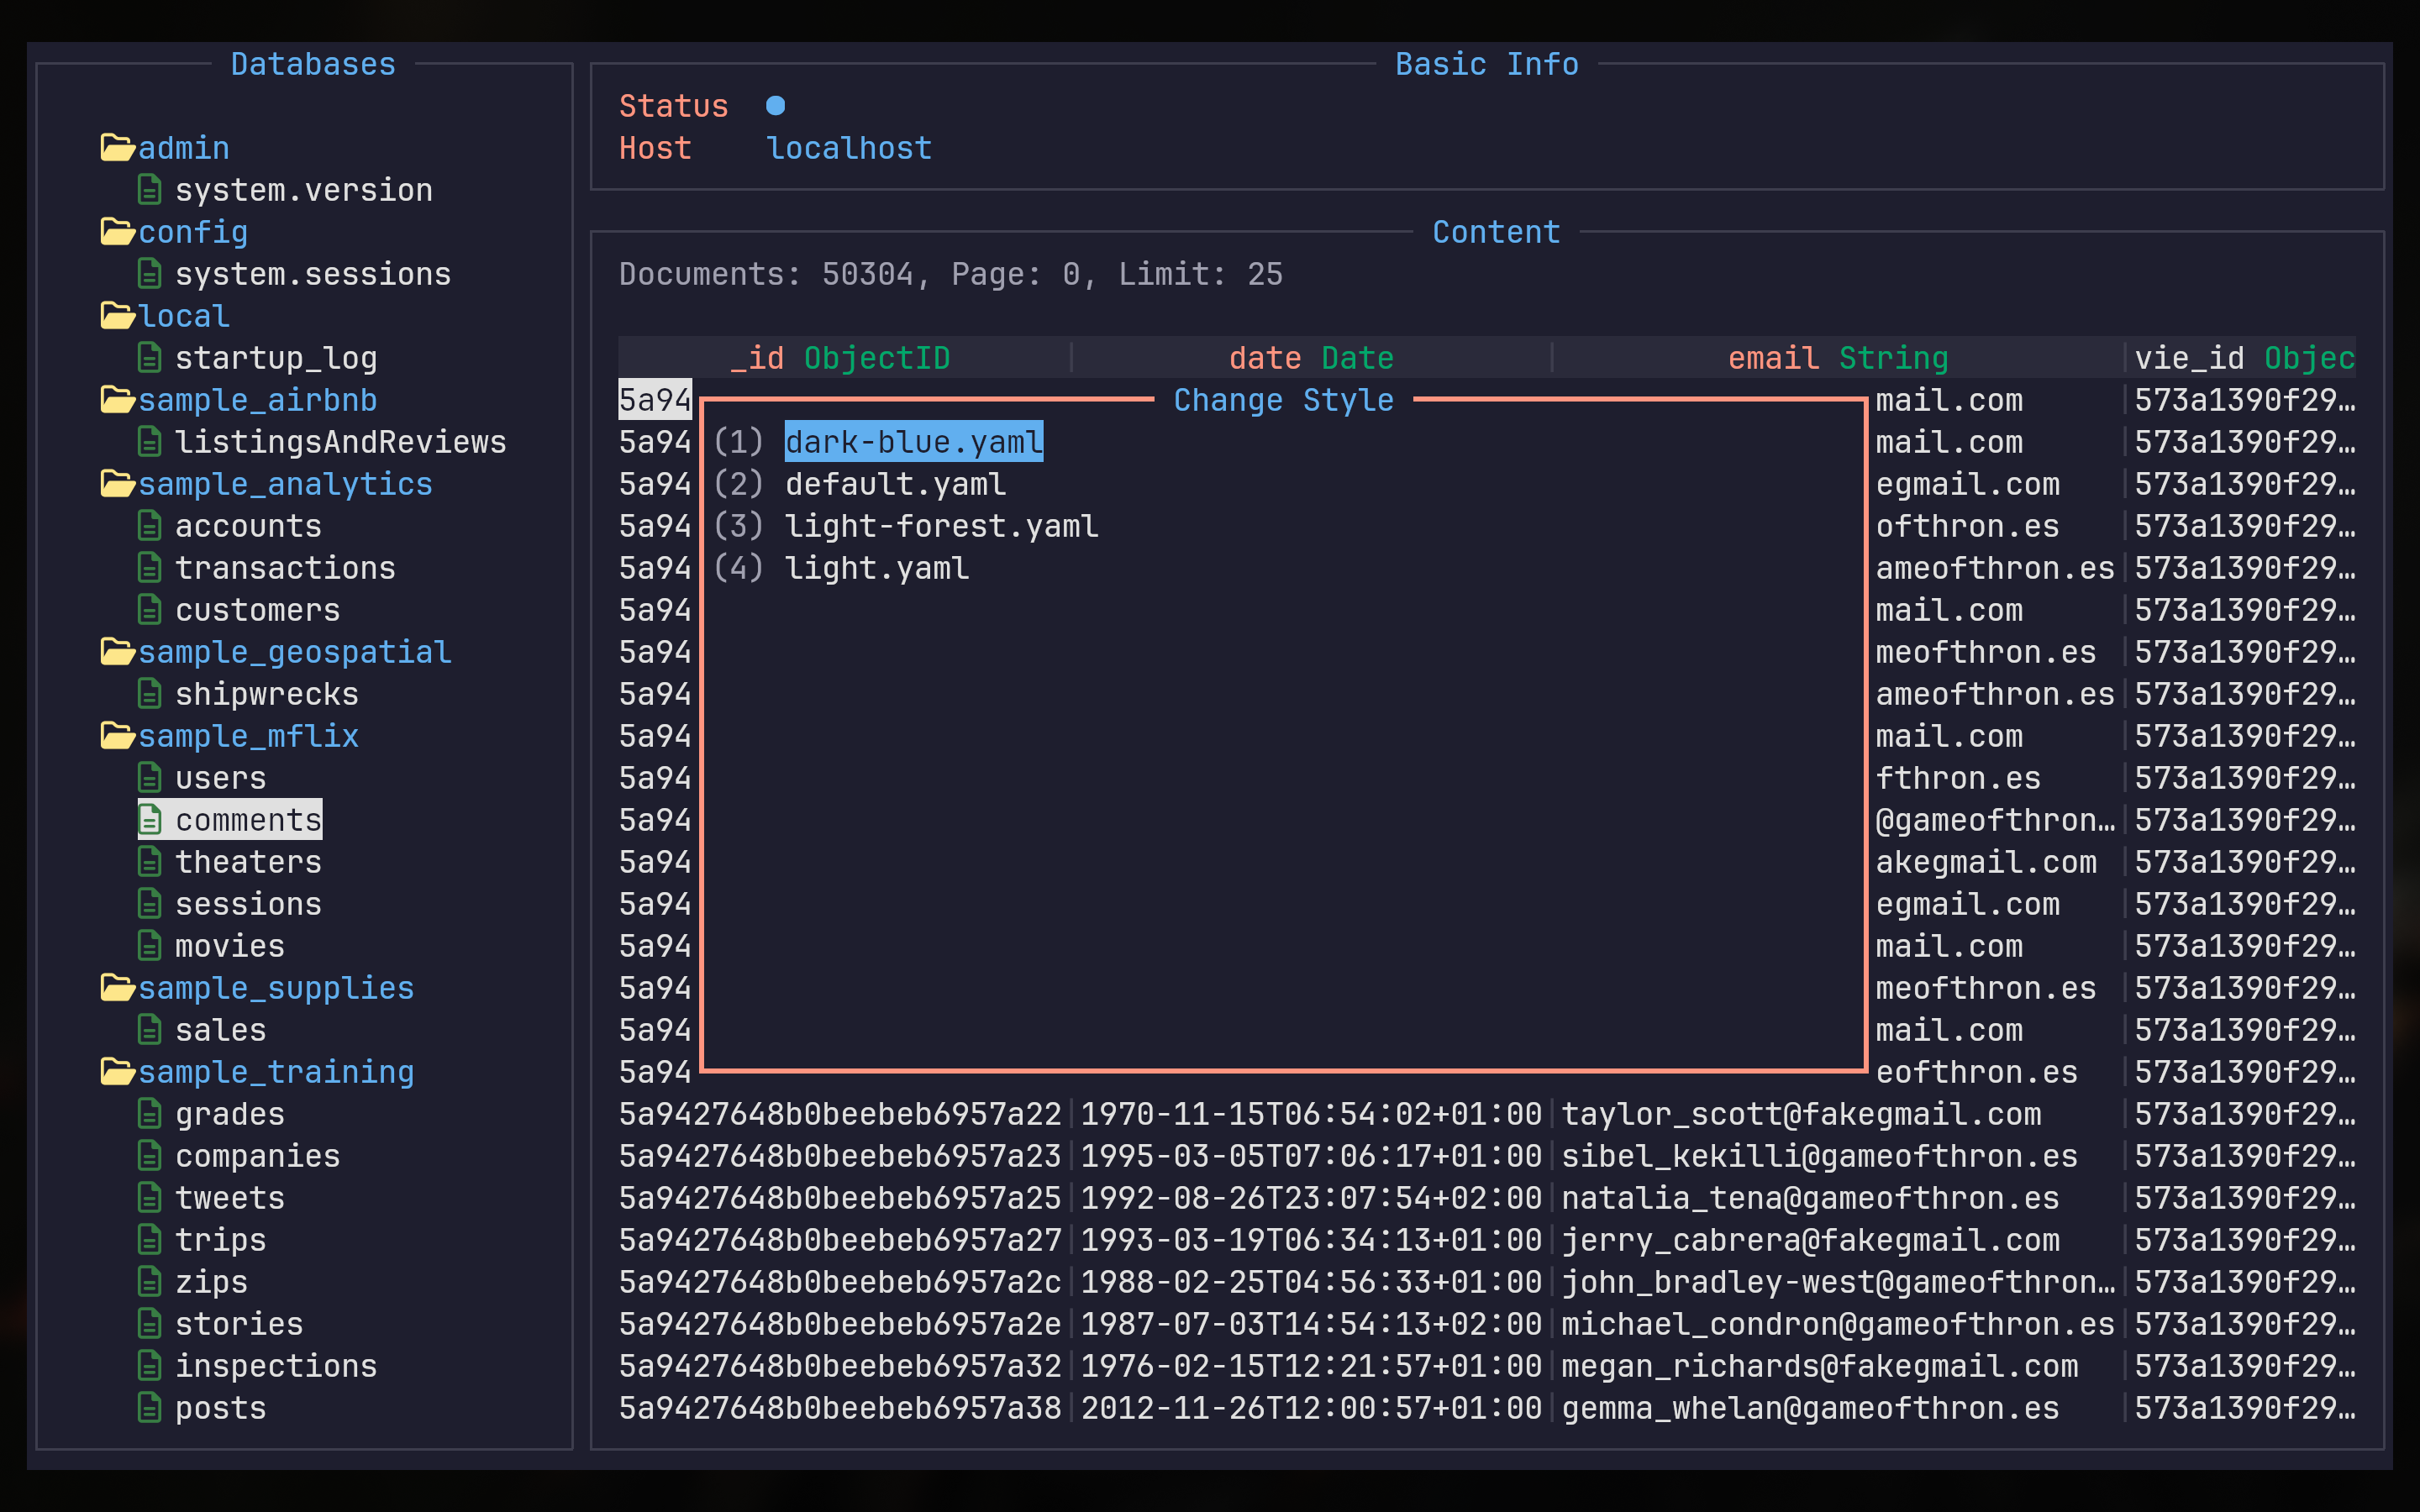 Databases
admin
system.version
config
system.sessions
local
startup_log
sample_airbnb
listingsAndReviews
sample_analytics
accounts
transactions
customers
sample_geospatial
shipwrecks
sample_mflix
users
comments
theaters
sessions
movies
sample_supplies
sales
sample_training
grades
companies
tweets
trips
zips
stories
inspections
posts
Basic Info
Status
Host localhost
Content
Documents: 50304, Page: 0, Limit: 25
_id ObjectID date Date email String vie_id Objec
5a94 mail.com 573a1390f29…
5a94 mail.com 573a1390f29…
5a94 egmail.com 573a1390f29…
5a94 ofthron.es 573a1390f29…
5a94 ameofthron.es 573a1390f29…
5a94 mail.com 573a1390f29…
5a94 meofthron.es 573a1390f29…
5a94 ameofthron.es 573a1390f29…
5a94 mail.com 573a1390f29…
5a94 fthron.es 573a1390f29…
5a94 @gameofthron… 573a1390f29…
5a94 akegmail.com 573a1390f29…
5a94 egmail.com 573a1390f29…
5a94 mail.com 573a1390f29…
5a94 meofthron.es 573a1390f29…
5a94 mail.com 573a1390f29…
5a94 eofthron.es 573a1390f29…
5a9427648b0beebeb6957a22 1970-11-15T06:54:02+01:00 taylor_scott@fakegmail.com 573a1390f29…
5a9427648b0beebeb6957a23 1995-03-05T07:06:17+01:00 sibel_kekilli@gameofthron.es 573a1390f29…
5a9427648b0beebeb6957a25 1992-08-26T23:07:54+02:00 natalia_tena@gameofthron.es 573a1390f29…
5a9427648b0beebeb6957a27 1993-03-19T06:34:13+01:00 jerry_cabrera@fakegmail.com 573a1390f29…
5a9427648b0beebeb6957a2c 1988-02-25T04:56:33+01:00 john_bradley-west@gameofthron… 573a1390f29…
5a9427648b0beebeb6957a2e 1987-07-03T14:54:13+02:00 michael_condron@gameofthron.es 573a1390f29…
5a9427648b0beebeb6957a32 1976-02-15T12:21:57+01:00 megan_richards@fakegmail.com 573a1390f29…
5a9427648b0beebeb6957a38 2012-11-26T12:00:57+01:00 gemma_whelan@gameofthron.es 573a1390f29…
Change Style
(1) dark-blue.yaml
(2) default.yaml
(3) light-forest.yaml
(4) light.yaml